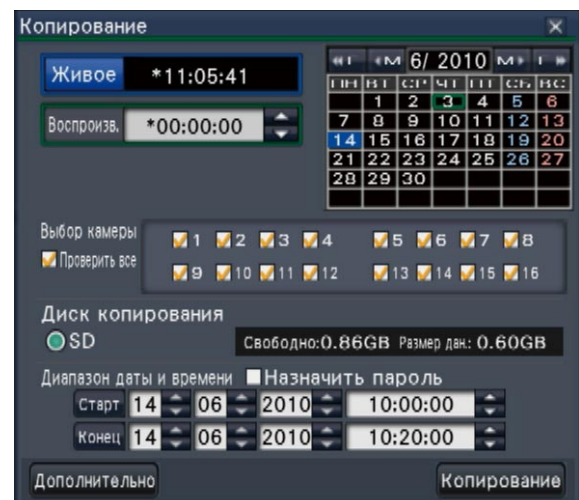 Копирование
Живое *11:05:41
Воспроизв. *00:00:00
M 6/ 2010 M
ПН ВТ СР ЧТ ПТ СБ ВС
1 2 3 4 5 6
7 8 9 10 11 12 13
14 15 16 17 18 19 20
21 22 23 24 25 26 27
28 29 30
Выбор камеры
Проверить все
1 2 3 4 5 6 7 8
9 10 11 12 13 14 15 16
Диск копирования
SD Свободно:0.86GB Размер дан.: 0.60GB
Диапазон даты и времени Назначить пароль
Старт 14 06 2010 10:00:00
Конец 14 06 2010 10:20:00
Дополнительно Копирование